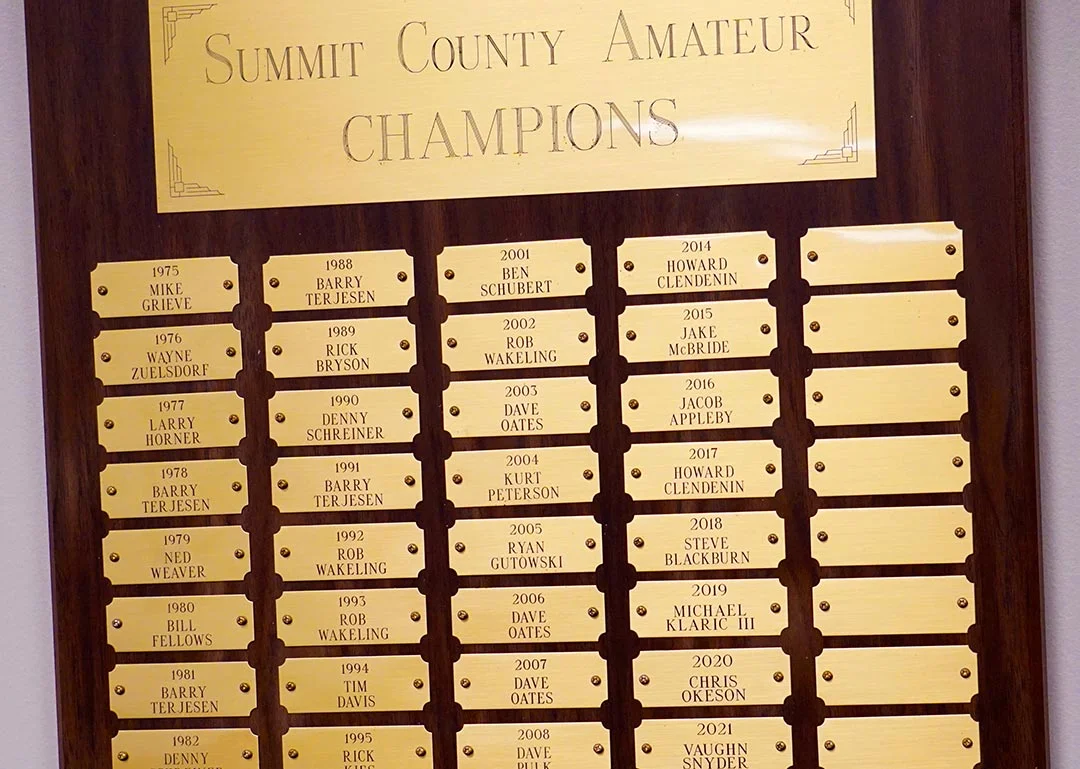 SUMMIT COUNTY AMATEUR
CHAMPIONS
1975
MIKE
GRIEVE
1976
WAYNE
ZUELSDORF
1977
LARRY
HORNER
1978
BARRY
TERJESEN
1979
NED
WEAVER
1980
BILL
FELLOWS
1981
BARRY
TERJESEN
1982
DENNY
1988
BARRY
TERJESEN
1989
RICK
BRYSON
1990
DENNY
SCHREINER
1991
BARRY
TERJESEN
1992
ROB
WAKELING
1993
ROB
WAKELING
1994
TIM
DAVIS
1995
RICK
2001
BEN
SCHUBERT
2002
ROB
WAKELING
2003
DAVE
OATES
2004
KURT
PETERSON
2005
RYAN
GUTOWSKI
2006
DAVE
OATES
2007
DAVE
OATES
2008
DAVE
2014
HOWARD
CLENDENIN
2015
JAKE
McBRIDE
2016
JACOB
APPLEBY
2017
HOWARD
CLENDENIN
2018
STEVE
BLACKBURN
2019
MICHAEL
KLARIC III
2020
CHRIS
OKESON
2021
VAUGHN
SNYDER